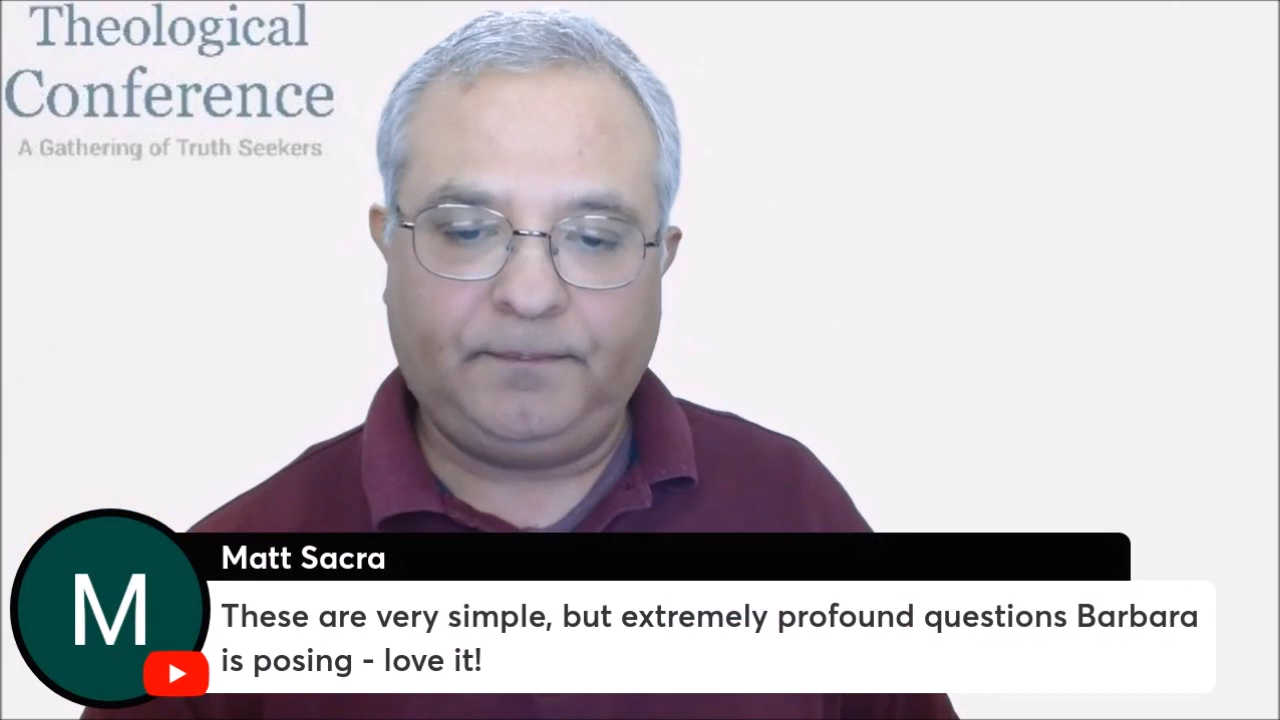 Theological
Conference
A Gathering of Truth Seekers
M
Matt Sacra
These are very simple, but extremely profound questions Barbara
is posing - love it!